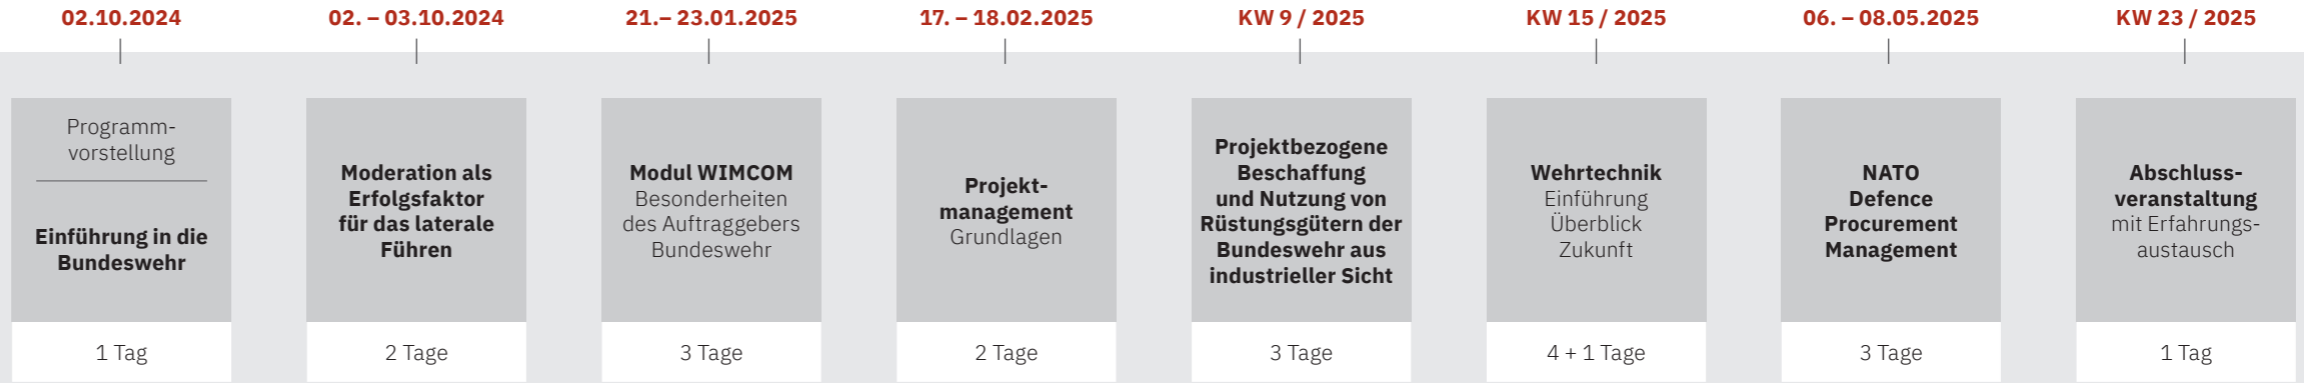 02.10.2024
02. – 03.10.2024
21.– 23.01.2025
17. – 18.02.2025
KW 9 / 2025
KW 15 / 2025
06. – 08.05.2025
KW 23 / 2025
Programm-
vorstellung
Einführung in die
Bundeswehr
1 Tag
Moderation als
Erfolgsfaktor
für das laterale
Führen
2 Tage
Modul WIMCOM
Besonderheiten
des Auftraggebers
Bundeswehr
3 Tage
Projekt-
management
Grundlagen
2 Tage
Projektbezogene
Beschaffung
und Nutzung von
Rüstungsgütern der
Bundeswehr aus
industrieller Sicht
3 Tage
Wehrtechnik
Einführung
Überblick
Zukunft
4 + 1 Tage
NATO
Defence
Procurement
Management
3 Tage
Abschluss-
veranstaltung
mit Erfahrungs-
austausch
1 Tag